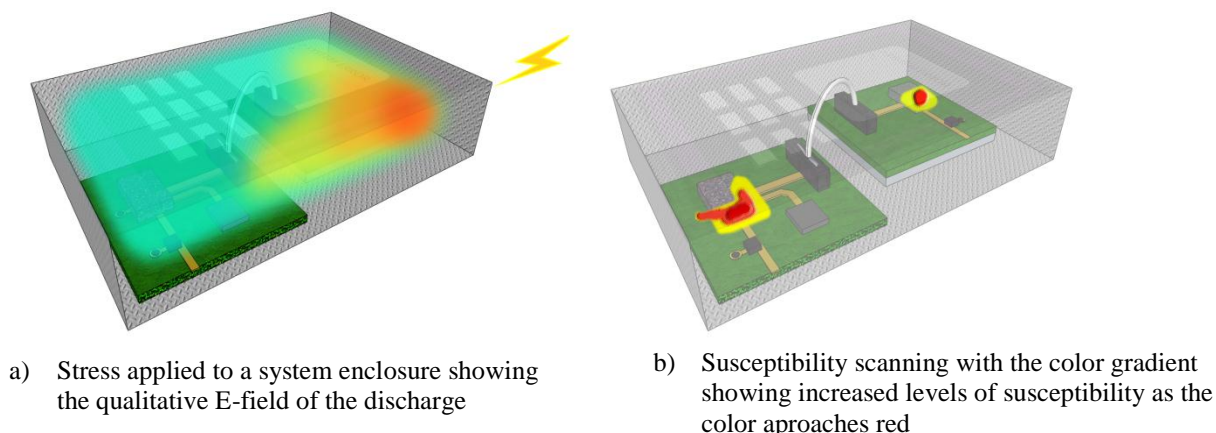 a) Stress applied to a system enclosure showing
the qualitative E-field of the discharge
b) Susceptibility scanning with the color gradient
showing increased levels of susceptibility as the
color aproaches red